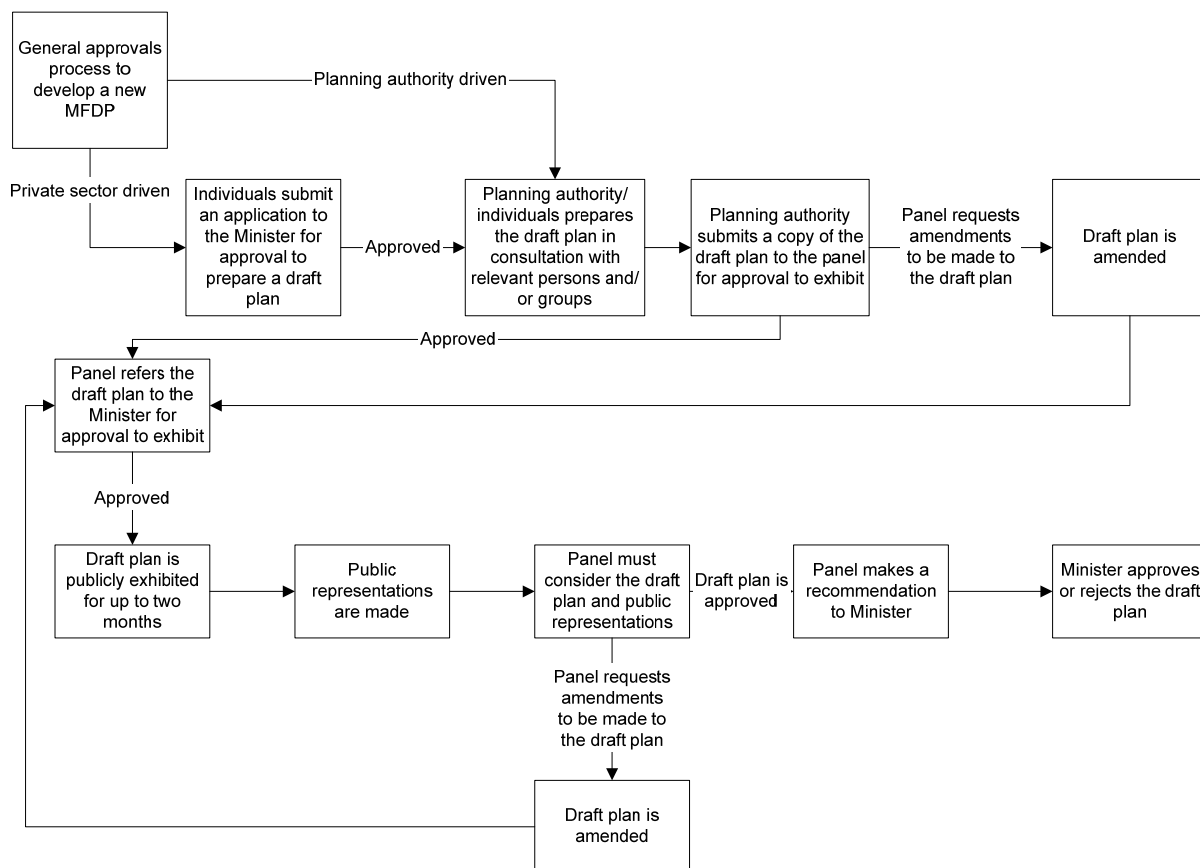 General approvals
process to
develop a new
MFDP
Planning authority driven
Private sector driven
Individuals submit
an application to
the Minister for
approval to
prepare a draft
plan
Approved
Planning authority/
individuals prepares
the draft plan in
consultation with
relevant persons and/
or groups
Planning authority
submits a copy of the
draft plan to the panel
for approval to exhibit
Panel requests
amendments
to be made to
the draft plan
Draft plan is
amended
Approved
Panel refers the
draft plan to the
Minister for
approval to exhibit
Approved
Draft plan is
publicly exhibited
for up to two
months
Public
representations
are made
Panel must
consider the draft
plan and public
representations
Draft plan is
approved
Panel makes a
recommendation
to Minister
Minister approves
or rejects the draft
plan
Panel requests
amendments
to be made to
the draft plan
Draft plan is
amended